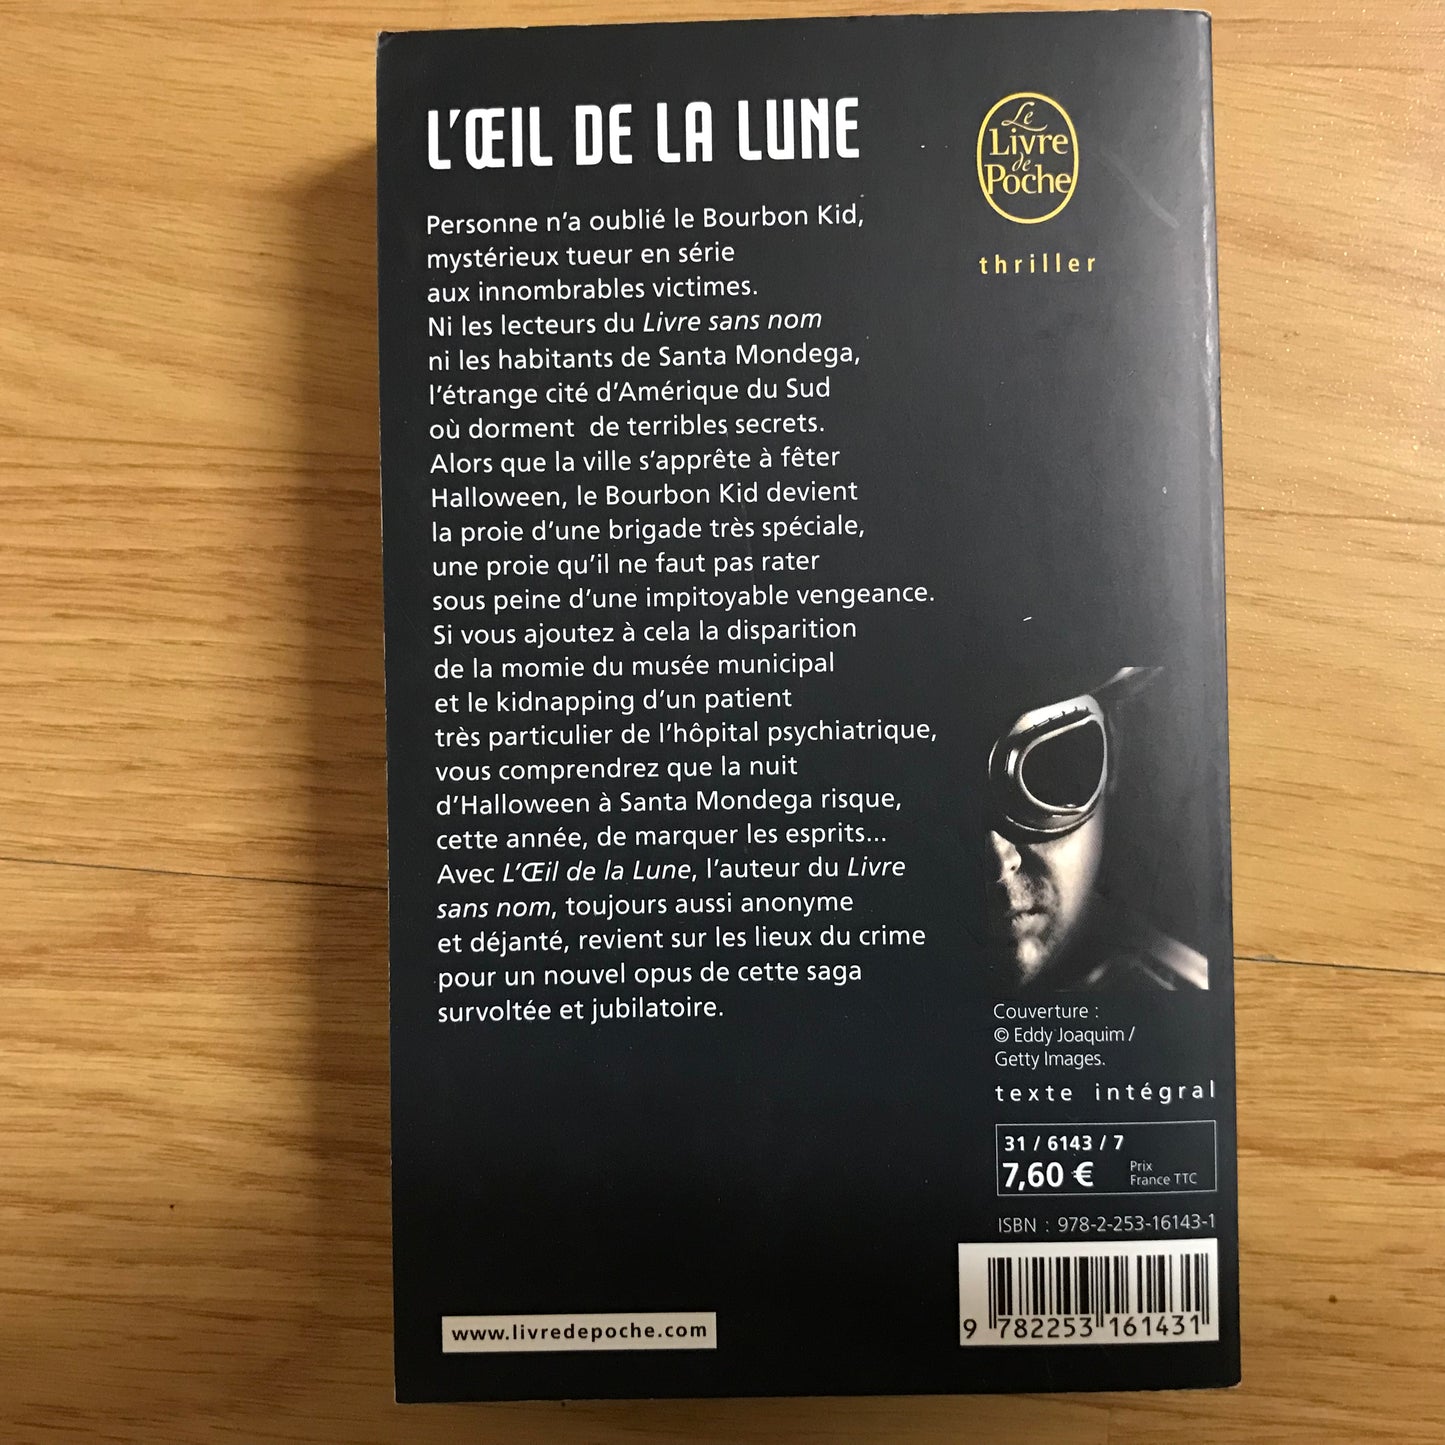 L'ŒIL DE LA LUNE
Le
Livre
de
Poche
thriller
Personne n'a oublié le Bourbon Kid,
mystérieux tueur en série
aux innombrables victimes.
Ni les lecteurs du Livre sans nom
ni les habitants de Santa Mondega,
l'étrange cité d'Amérique du Sud
où dorment de terribles secrets.
Alors que la ville s'apprête à fêter
Halloween, le Bourbon Kid devient
la proie d'une brigade très spéciale,
une proie qu'il ne faut pas rater
sous peine d'une impitoyable vengeance.
Si vous ajoutez à cela la disparition
de la momie du musée municipal
et le kidnapping d'un patient
très particulier de l'hôpital psychiatrique,
vous comprendrez que la nuit
d'Halloween à Santa Mondega risque,
cette année, de marquer les esprits...
Avec L'Œil de la Lune, l'auteur du Livre
sans nom, toujours aussi anonyme
et déjanté, revient sur les lieux du crime
pour un nouvel opus de cette saga
survoltée et jubilatoire.
Couverture :
© Eddy Joaquim /
Getty Images.
texte intégral
31 / 6143 / 7
7,60 € Prix
France TTC
ISBN : 978-2-253-16143-1
9 782253 161431
www.livredepoche.com